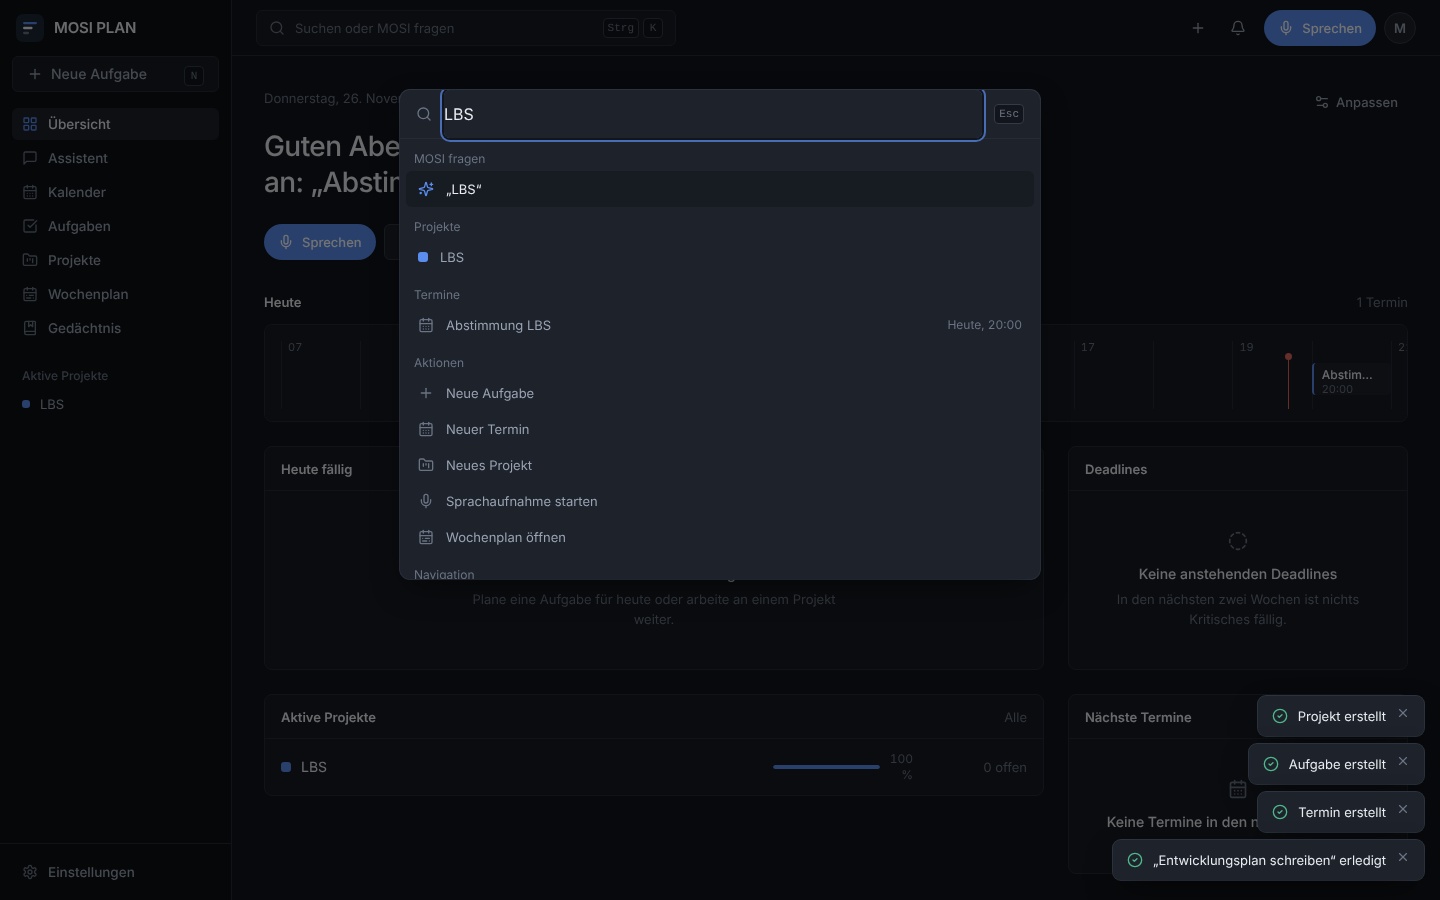 MOSI PLAN
Suchen oder MOSI fragen
Strg K
Sprechen
M
Neue Aufgabe
N
Übersicht
Assistent
Kalender
Aufgaben
Projekte
Wochenplan
Gedächtnis
Aktive Projekte
LBS
Einstellungen
Donnerstag, 26.
Anpassen
Guten
an:
Sprechen
LBS
Esc
MOSI fragen
„LBS“
Projekte
LBS
Termine
Abstimmung LBS
Heute, 20:00
Aktionen
Neue Aufgabe
Neuer Termin
Neues Projekt
Sprachaufnahme starten
Wochenplan öffnen
Navigation
Heute
1 Termin
07
17
19
2
Abstim...
20:00
Heute fällig
Plane eine Aufgabe für heute oder arbeite an einem Projekt
weiter.
Deadlines
Keine anstehenden Deadlines
In den nächsten zwei Wochen ist nichts
Kritisches fällig.
Aktive Projekte
Alle
LBS
100
%
0 offen
Nächste Termine
Keine Termine in den
Projekt erstellt
Aufgabe erstellt
Termin erstellt
„Entwicklungsplan schreiben“ erledigt